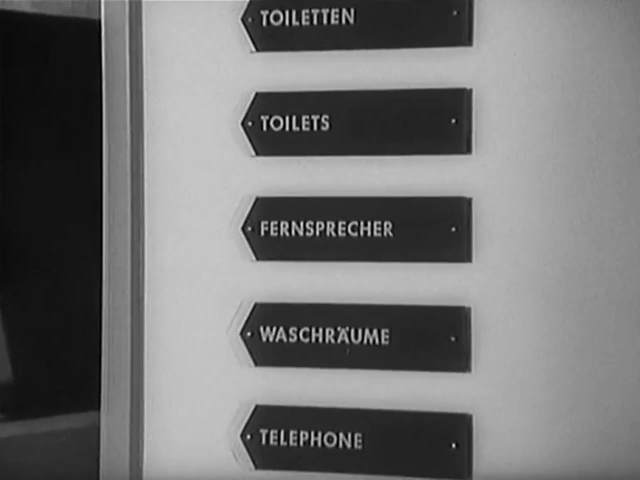 TOILETTEN
TOILETS
FERNSPRECHER
WASCHRÄUME
TELEPHONE